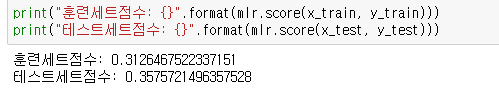 print("훈련세트점수: {}".format(mlr.score(x_train, y_train)))
print("테스트세트점수: {}".format(mlr.score(x_test, y_test)))
훈련세트점수: 0.3126467522337151
테스트세트점수: 0.3575721496357528